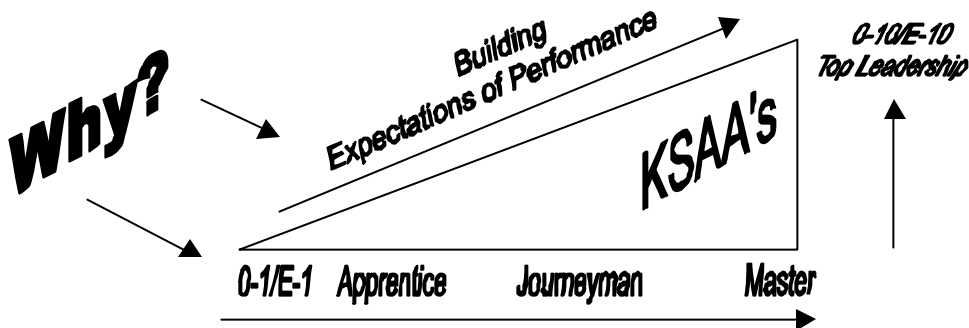 Why?
Building
Expectations of Performance
KSAA's
0-10/E-10
Top Leadership
0-1/E-1 Apprentice Journeyman Master